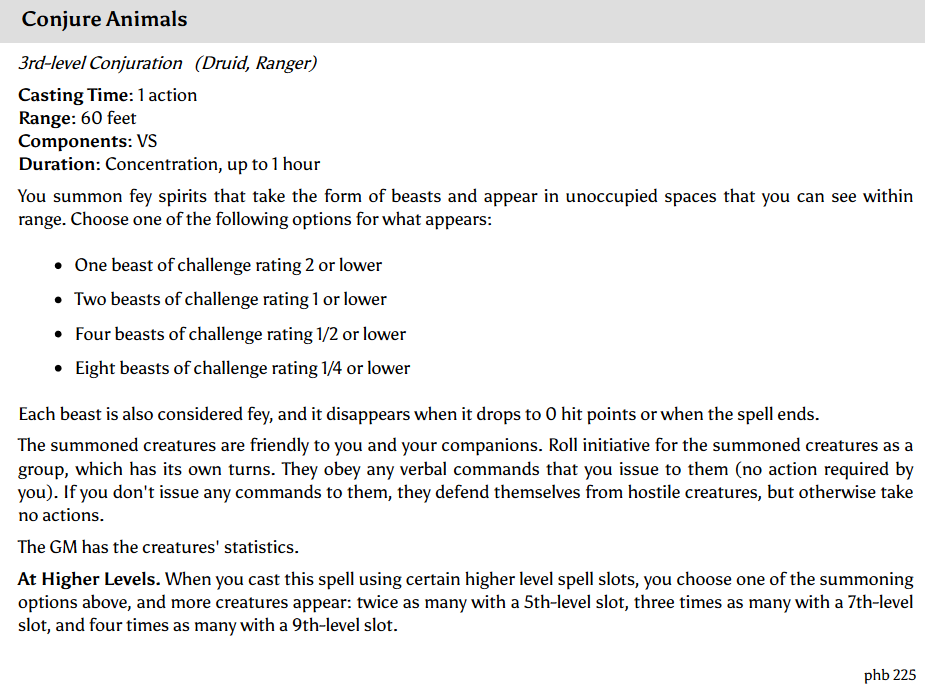 Conjure Animals
3rd-level Conjuration (Druid, Ranger)
Casting Time: 1 action
Range: 60 feet
Components: VS
Duration: Concentration, up to 1 hour
You summon fey spirits that take the form of beasts and appear in unoccupied spaces that you can see within
range. Choose one of the following options for what appears:
• One beast of challenge rating 2 or lower
• Two beasts of challenge rating 1 or lower
• Four beasts of challenge rating 1/2 or lower
• Eight beasts of challenge rating 1/4 or lower
Each beast is also considered fey, and it disappears when it drops to 0 hit points or when the spell ends.
The summoned creatures are friendly to you and your companions. Roll initiative for the summoned creatures as a
group, which has its own turns. They obey any verbal commands that you issue to them (no action required by
you). If you don't issue any commands to them, they defend themselves from hostile creatures, but otherwise take
no actions.
The GM has the creatures' statistics.
At Higher Levels. When you cast this spell using certain higher level spell slots, you choose one of the summoning
options above, and more creatures appear: twice as many with a 5th-level slot, three times as many with a 7th-level
slot, and four times as many with a 9th-level slot.
phb 225